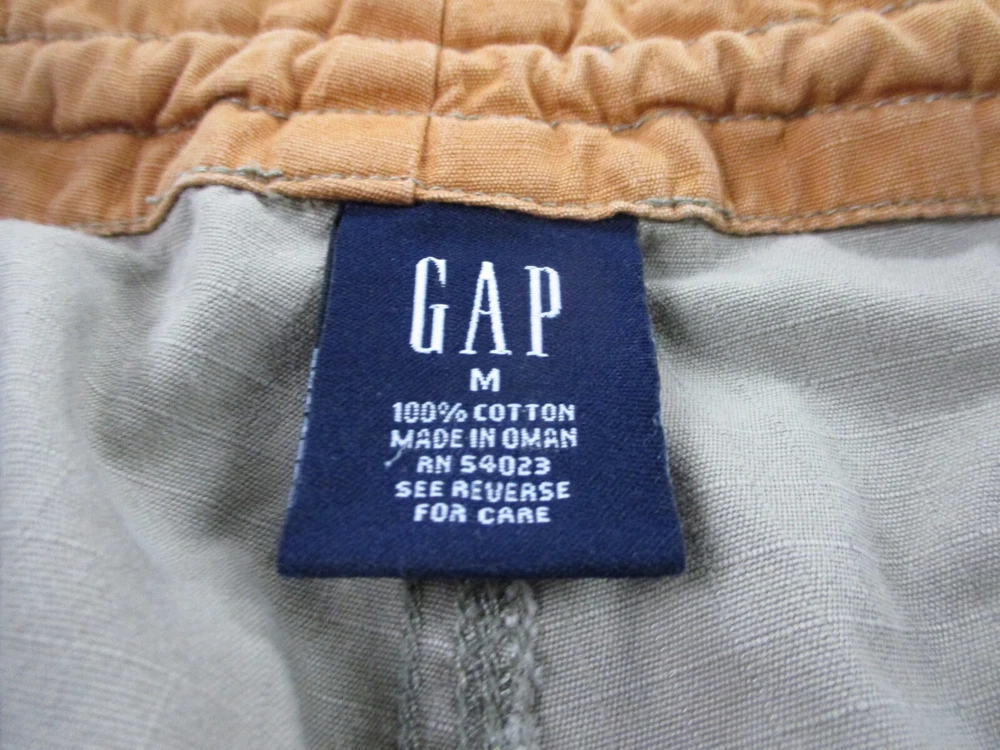 GAP
M
100% COTTON
MADE IN OMAN
RN 54023
SEE REVERSE
FOR CARE